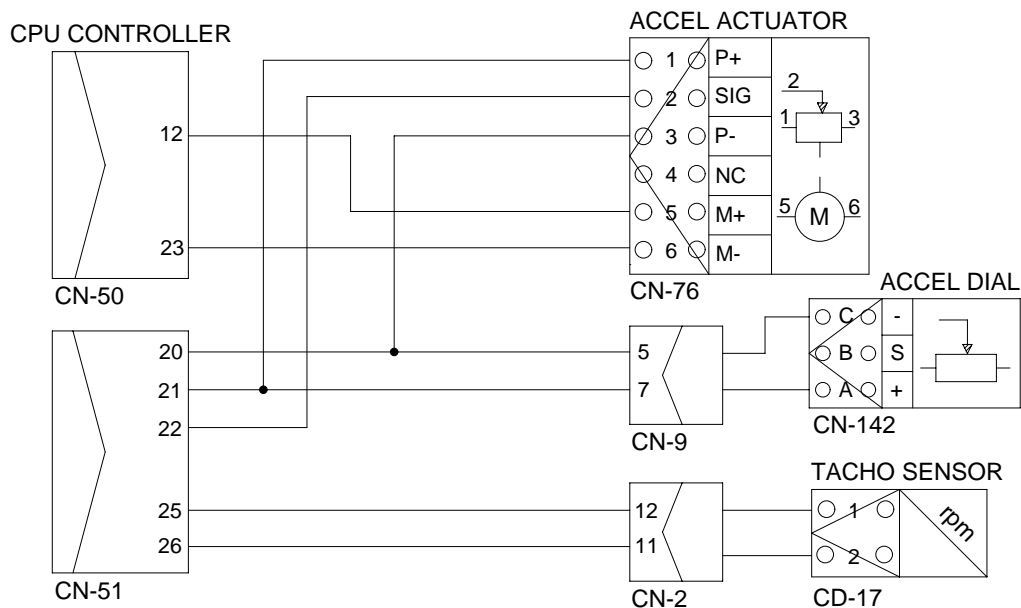 ACCEL ACTUATOR
CPU CONTROLLER
1 P+
2 SIG
3 P-
4 NC
5 M+
6 M-
2
1 3
5 M 6
12
23
CN-50
CN-76
ACCEL DIAL
20
21
22
25
26
CN-51
5
7
CN-9
C -
B S
A +
CN-142
TACHO SENSOR
12
11
CN-2
1
2
rpm
CD-17